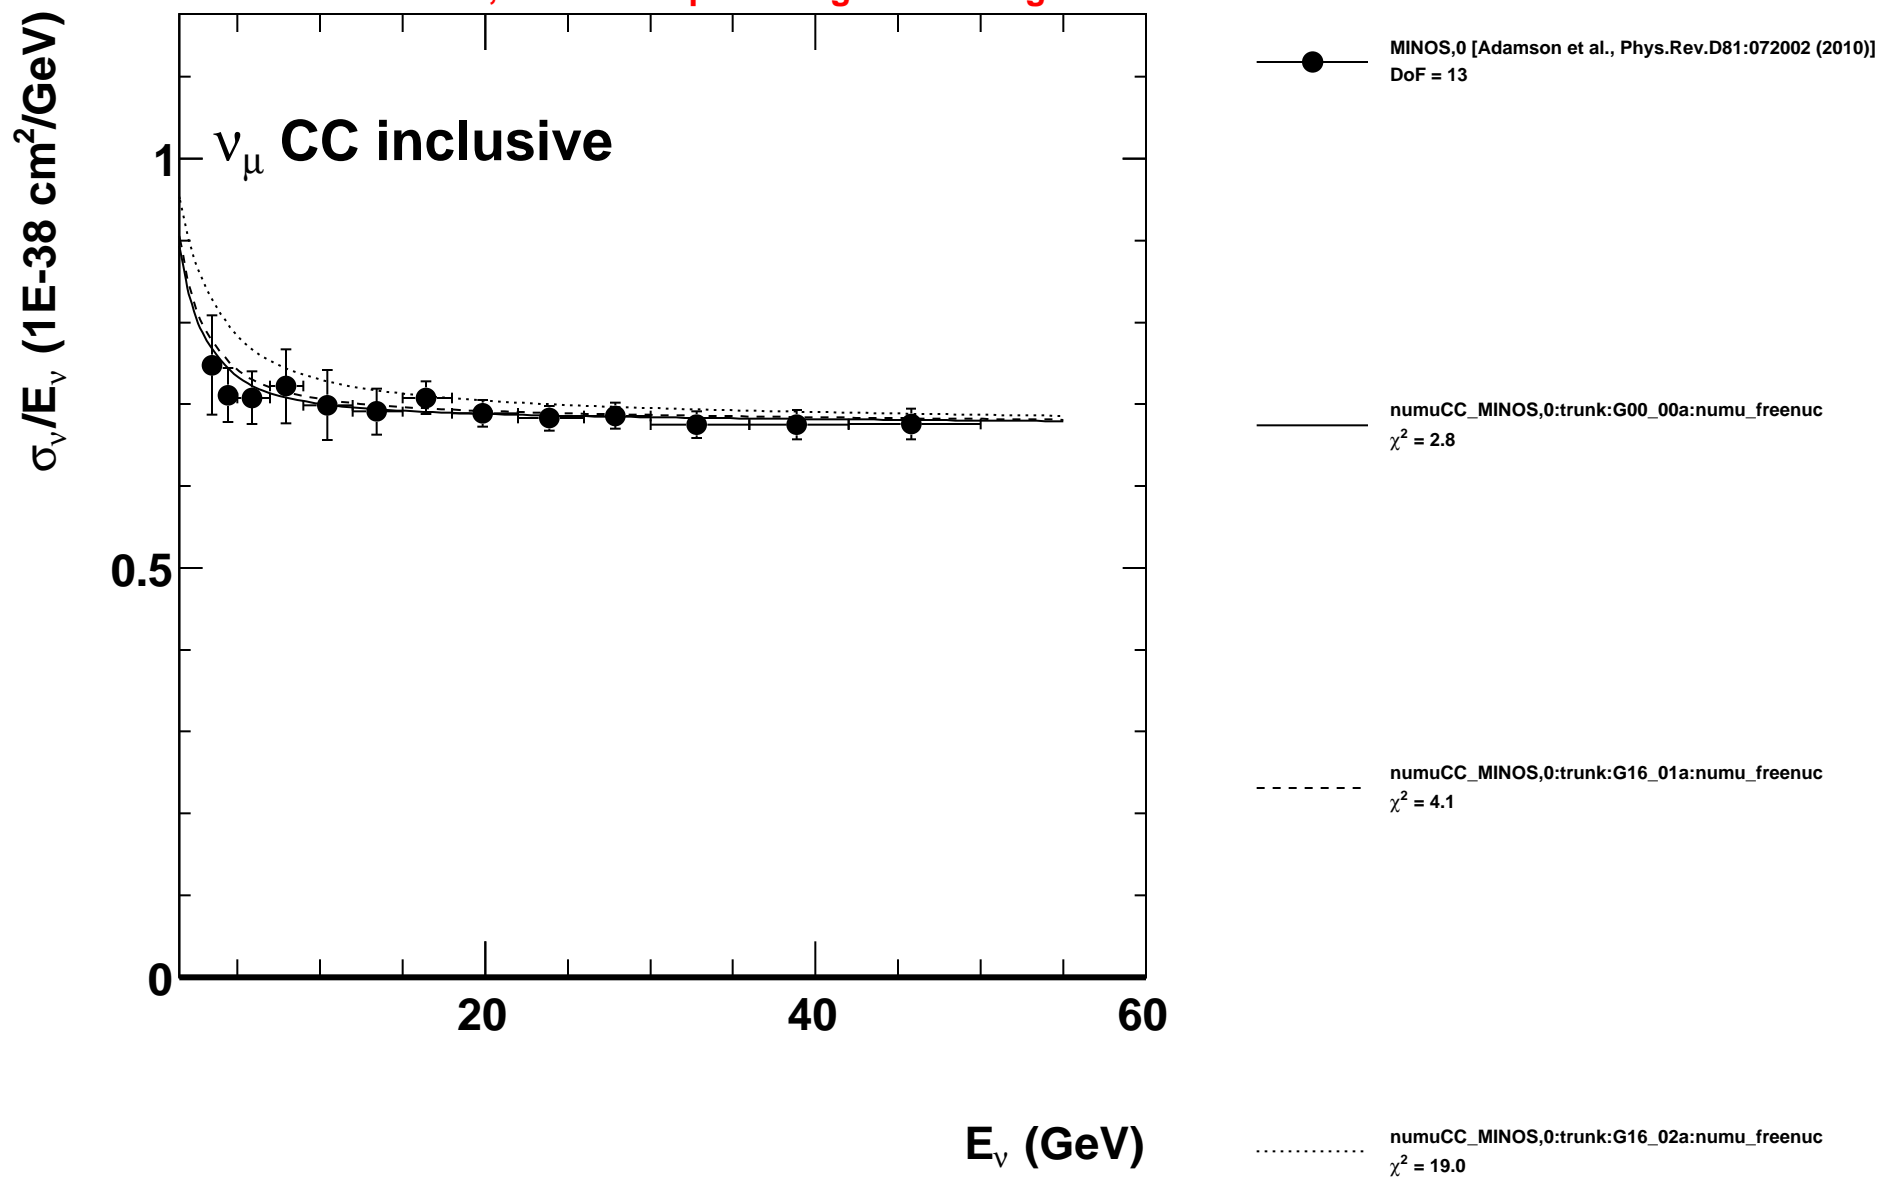 MINOS,0 [Adamson et al., Phys.Rev.D81:072002 (2010)]
DoF = 13
σν/Eν (1E-38 cm²/GeV)
νμ CC inclusive
1
0.5
0
20 40 60
Eν (GeV)
numuCC_MINOS,0:trunk:G00_00a:numu_freenuc
χ² = 2.8
numuCC_MINOS,0:trunk:G16_01a:numu_freenuc
χ² = 4.1
numuCC_MINOS,0:trunk:G16_02a:numu_freenuc
χ² = 19.0